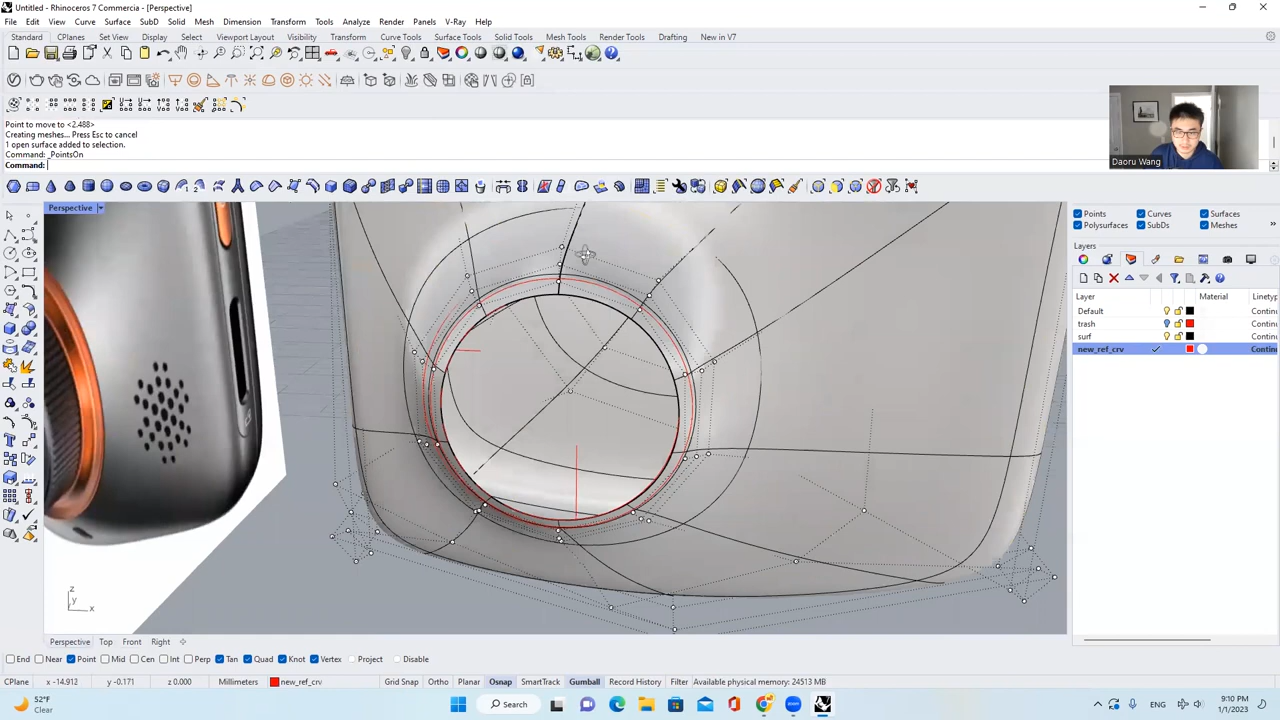 Untitled - Rhinoceros 7 Commercia - [Perspective]
File Edit View Curve Surface SubD Solid Mesh Dimension Transform Tools Analyze Render Panels V-Ray Help
Standard CPlanes Set View Display Select Viewport Layout Visibility Transform Curve Tools Surface Tools Solid Tools Mesh Tools Render Tools Drafting New in V7
Point to move to <2.488>
Creating meshes... Press Esc to cancel
1 open surface added to selection.
Command: _PointsOn
Command:
Daoru Wang
Perspective
Points Curves Surfaces
Polysurfaces SubDs Meshes
Layers
Layer Material Linetyp
Default Continu
trash Continu
surf Continu
new_ref_crv Continu
z
y
x
Perspective Top Front Right
End Near Point Mid Cen Int Perp Tan Quad Knot Vertex Project Disable
CPlane x -14.913 y -0.171 z 0.000 Millimeters new_ref_crv Grid Snap Ortho Planar Osnap SmartTrack Gumball Record History Filter Available physical memory: 24513 MB
52°F
Clear
Search
ENG
9:10 PM
1/1/2023